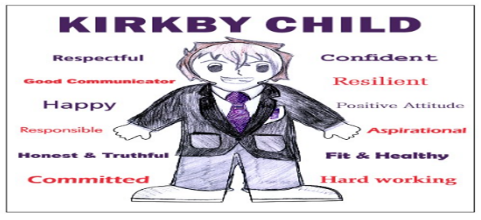 KIRKBY CHILD
Respectful
Confident
Good Communicator
Resilient
Happy
Positive Attitude
Responsible
Aspirational
Honest & Truthful
Fit & Healthy
Committed
Hard working